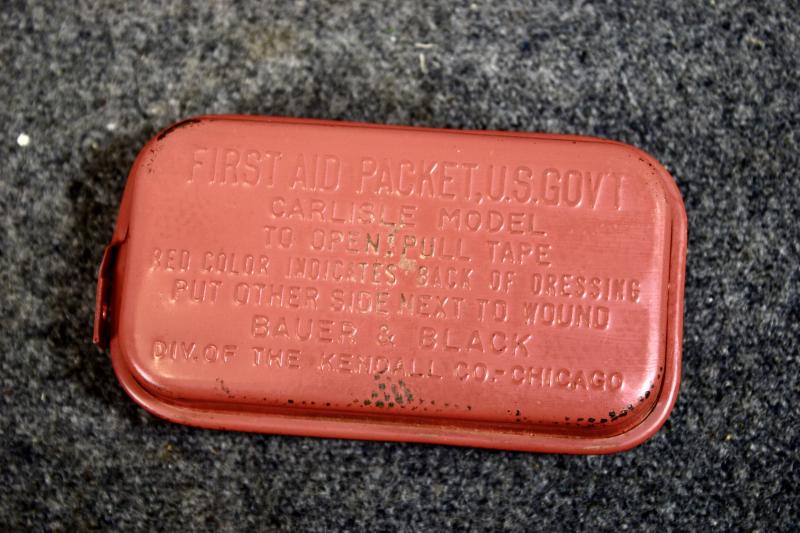 FIRST AID PACKET, U.S. GOV'T
CARLISLE MODEL
TO OPEN: PULL TAPE
RED COLOR INDICATES BACK OF DRESSING
PUT OTHER SIDE NEXT TO WOUND
BAUER & BLACK
DIV. OF THE KENDALL CO.-CHICAGO